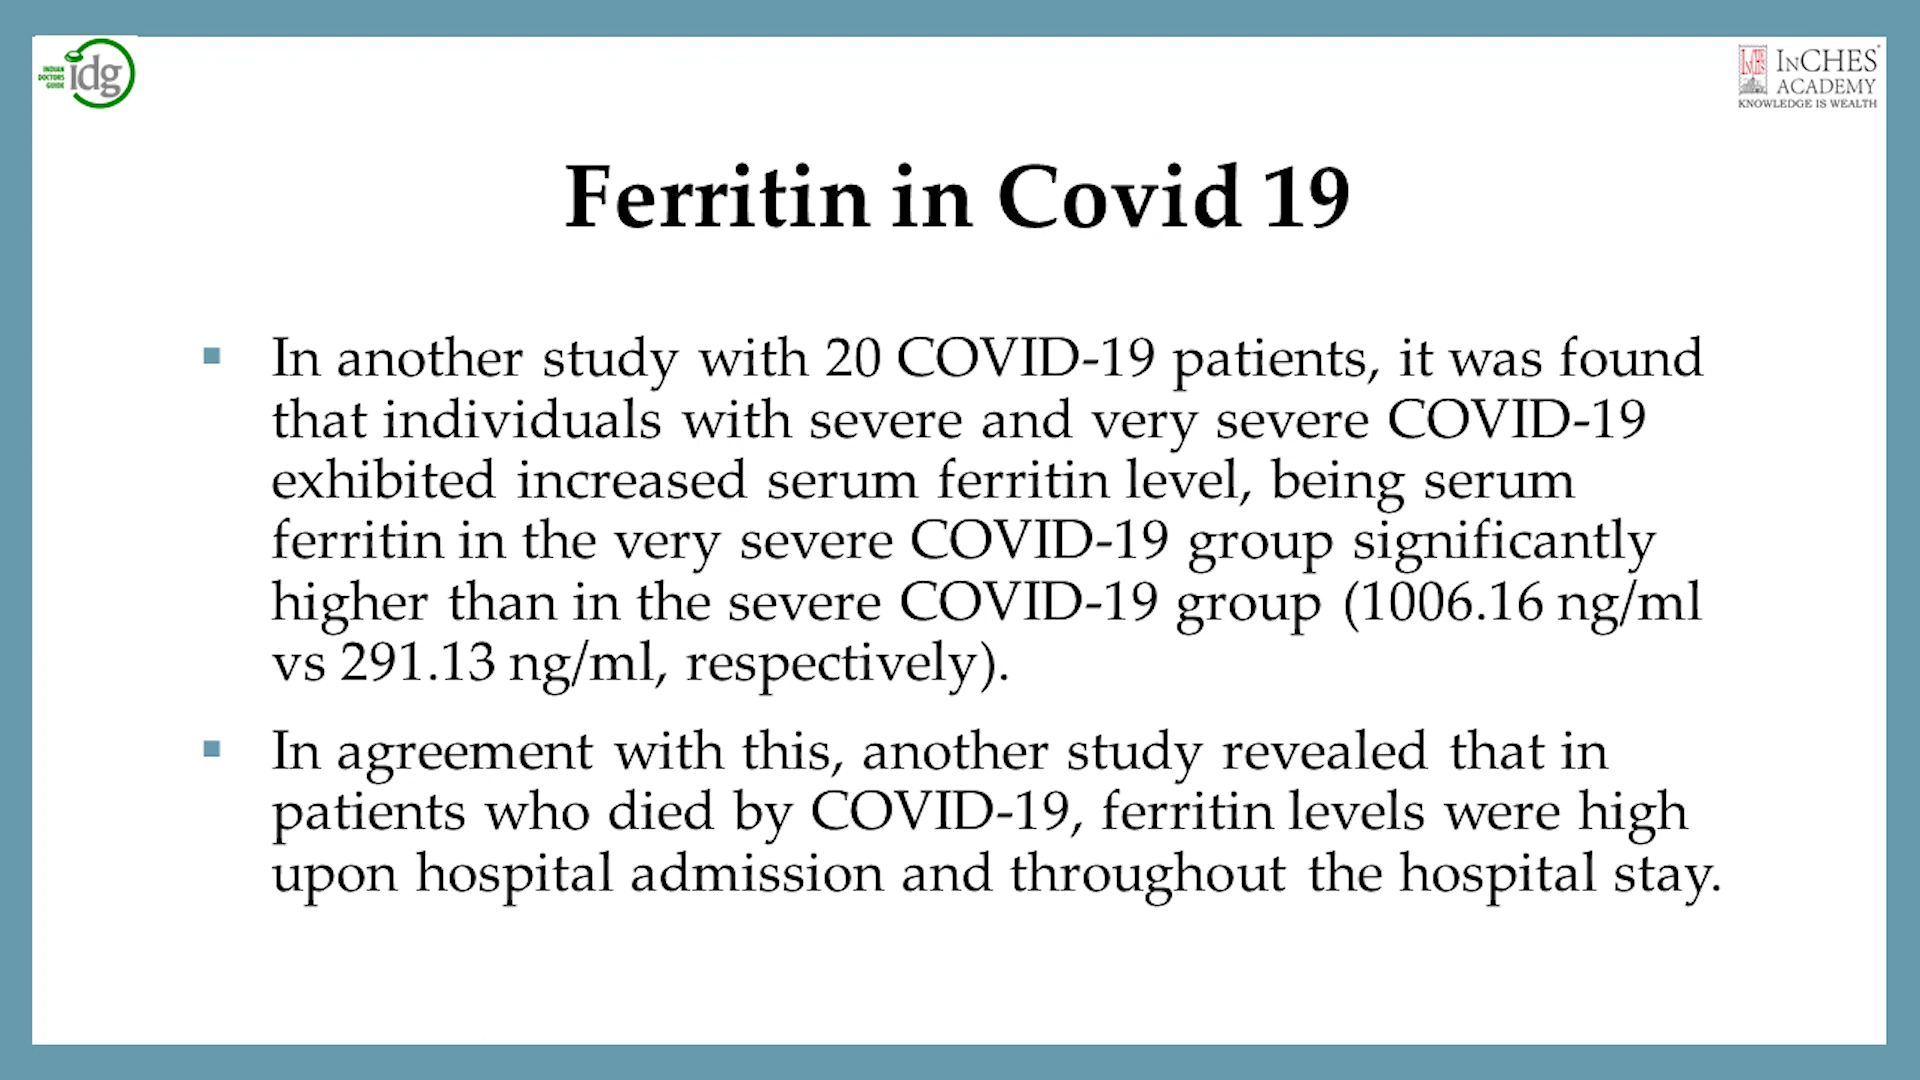 INDIAN
DOCTORS
GUIDE
idg
INCHES
ACADEMY
KNOWLEDGE IS WEALTH
Ferritin in Covid 19
▪ In another study with 20 COVID-19 patients, it was found
that individuals with severe and very severe COVID-19
exhibited increased serum ferritin level, being serum
ferritin in the very severe COVID-19 group significantly
higher than in the severe COVID-19 group (1006.16 ng/ml
vs 291.13 ng/ml, respectively).
▪ In agreement with this, another study revealed that in
patients who died by COVID-19, ferritin levels were high
upon hospital admission and throughout the hospital stay.